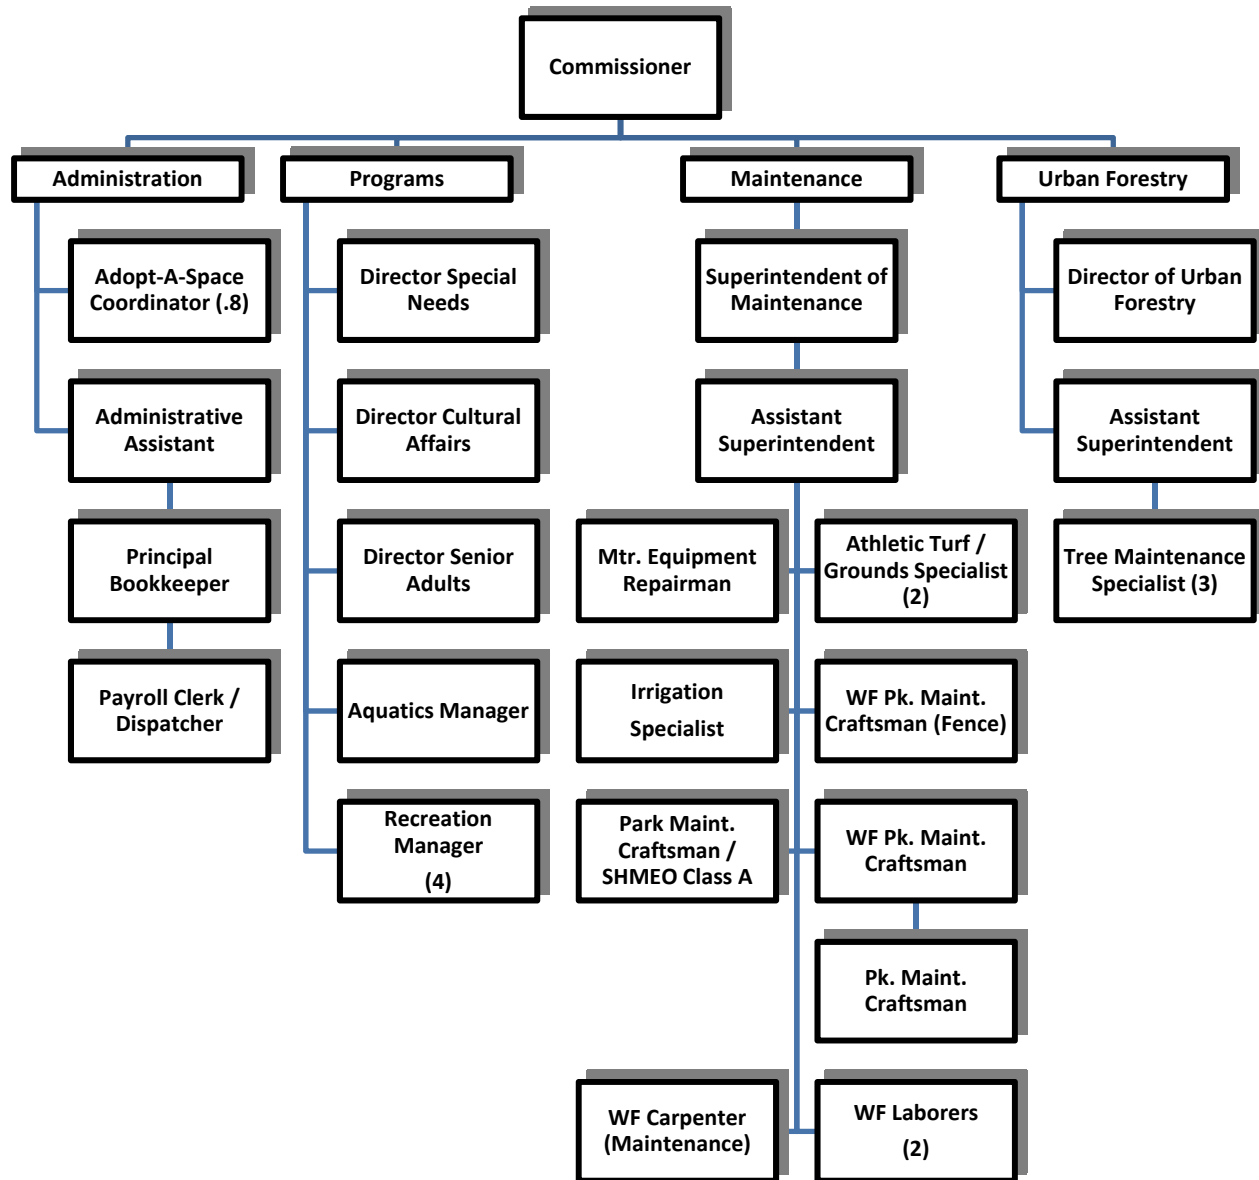 Commissioner
Administration
Programs
Maintenance
Urban Forestry
Adopt-A-Space
Coordinator (.8)
Director Special
Needs
Superintendent of
Maintenance
Director of Urban
Forestry
Administrative
Assistant
Director Cultural
Affairs
Assistant
Superintendent
Assistant
Superintendent
Principal
Bookkeeper
Director Senior
Adults
Mtr. Equipment
Repairman
Athletic Turf /
Grounds Specialist
(2)
Tree Maintenance
Specialist (3)
Payroll Clerk /
Dispatcher
Aquatics Manager
Irrigation
Specialist
WF Pk. Maint.
Craftsman (Fence)
Recreation
Manager
(4)
Park Maint.
Craftsman /
SHMEO Class A
WF Pk. Maint.
Craftsman
Pk. Maint.
Craftsman
WF Carpenter
(Maintenance)
WF Laborers
(2)